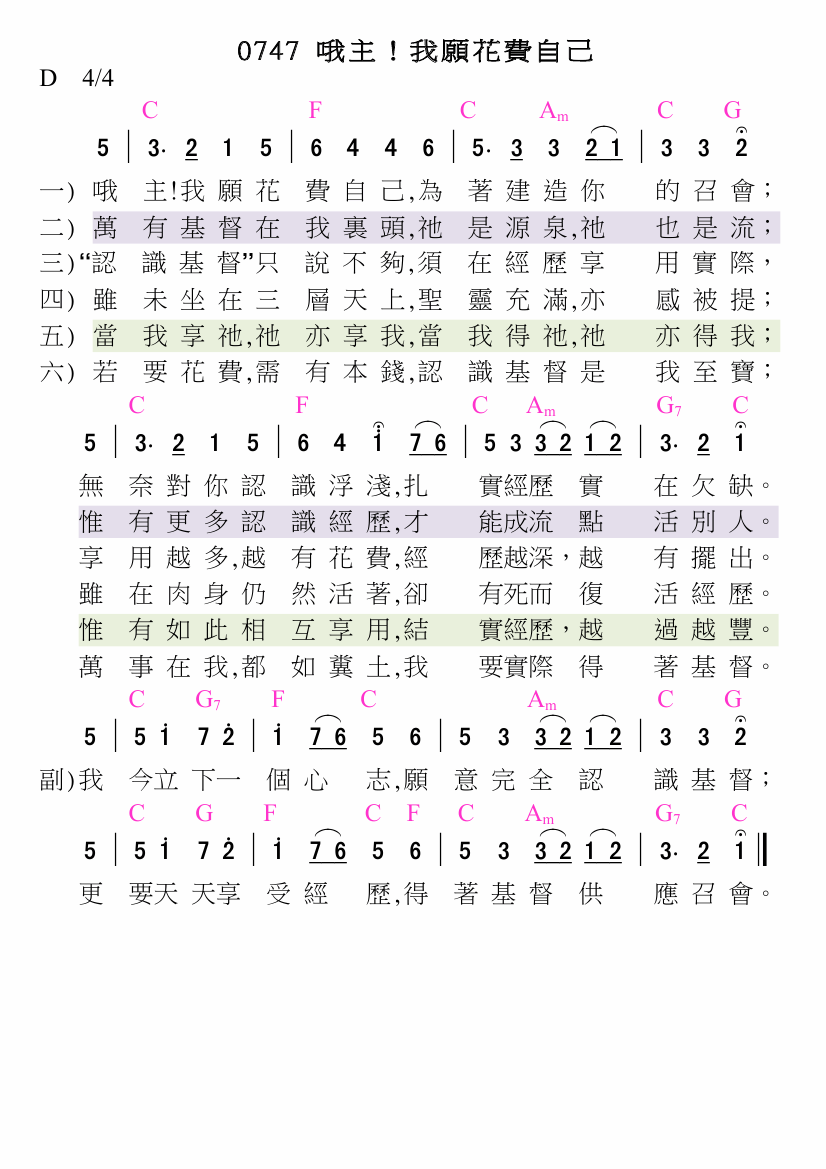 0747 哦主！我願花費自己
D 4/4
C F C Am C G
5 | 3. 2 1 5 | 6 4 4 6 | 5. 3 3 2 1 | 3 3 2
一) 哦 主!我願花 費自己,為 著建造你 的召會；
二) 萬 有基督在 我裏頭,祂 是源泉,祂 也是流；
三)“認 識基督”只 說不夠,須 在經歷享 用實際，
四) 雖 未坐在三 層天上,聖 靈充滿,亦 感被提；
五) 當 我享祂,祂 亦享我,當 我得祂,祂 亦得我；
六) 若 要花費,需 有本錢,認 識基督是 我至寶；
C F C Am G7 C
5 | 3. 2 1 5 | 6 4 i 7 6 | 5 3 3 2 1 2 | 3. 2 i
無 奈對你認 識浮淺,扎 實經歷 實 在欠缺。
惟 有更多認 識經歷,才 能成流 點 活別人。
享 用越多,越 有花費,經 歷越深，越 有擺出。
雖 在肉身仍 然活著,卻 有死而 復 活經歷。
惟 有如此相 互享用,結 實經歷，越 過越豐。
萬 事在我,都 如糞土,我 要實際 得 著基督。
C G7 F C Am C G
5 | 5 i 7 2̇ | i 7 6 5 6 | 5 3 3 2 1 2 | 3 3 2
副)我 今立下一 個心 志,願 意完全 認 識基督；
C G F C F C Am G7 C
5 | 5 i 7 2̇ | i 7 6 5 6 | 5 3 3 2 1 2 | 3. 2 1 ‖
更 要天天享 受經 歷,得 著基督 供 應召會。